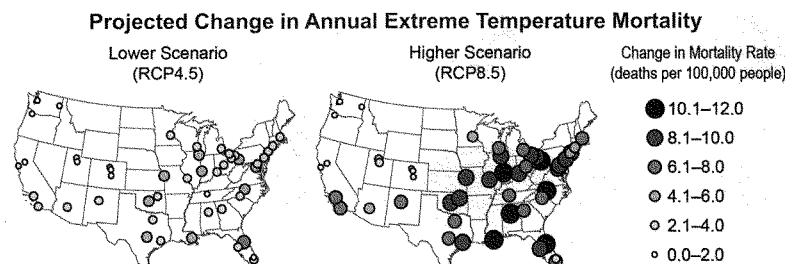 Projected Change in Annual Extreme Temperature Mortality
Lower Scenario
(RCP4.5)
Higher Scenario
(RCP8.5)
Change in Mortality Rate
(deaths per 100,000 people)
10.1–12.0
8.1–10.0
6.1–8.0
4.1–6.0
2.1–4.0
0.0–2.0